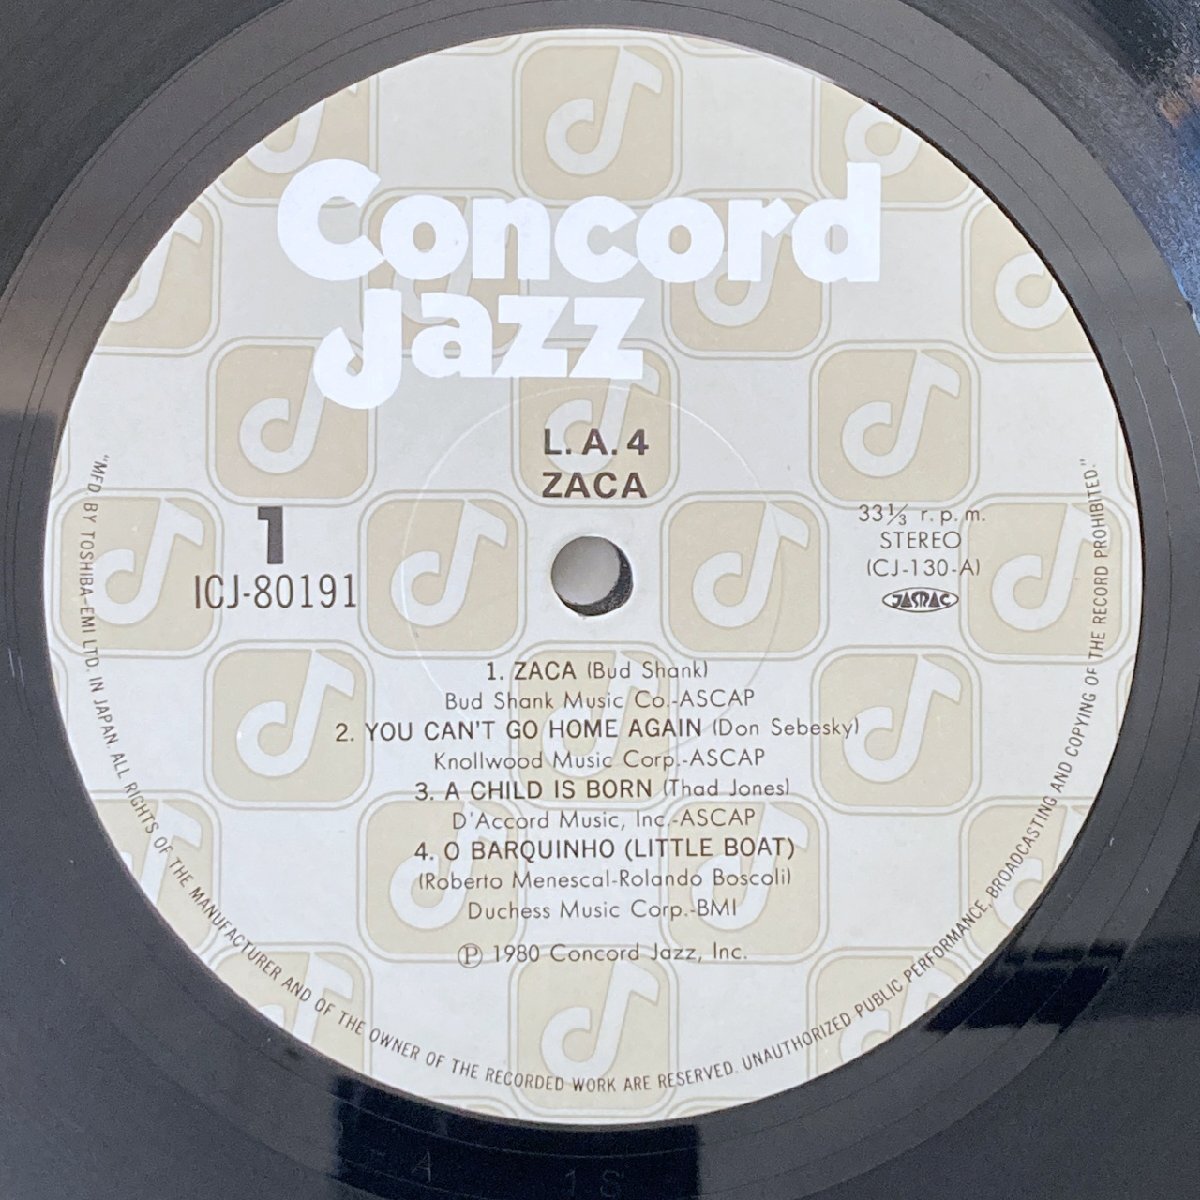 Concord
Jazz
L.A.4
ZACA
1
ICJ-80191
33⅓ r.p.m.
STEREO
(CJ-130-A)
JASRAC
1. ZACA (Bud Shank)
Bud Shank Music Co.-ASCAP
2. YOU CAN'T GO HOME AGAIN (Don Sebesky)
Knollwood Music Corp.-ASCAP
3. A CHILD IS BORN (Thad Jones)
D'Accord Music, Inc.-ASCAP
4. O BARQUINHO (LITTLE BOAT)
(Roberto Menescal-Rolando Boscoli)
Duchess Music Corp.-BMI
℗ 1980 Concord Jazz, Inc.
"MFD. BY TOSHIBA-EMI LTD. IN JAPAN. ALL RIGHTS OF THE MANUFACTURER AND OF THE OWNER OF THE RECORDED WORK ARE RESERVED. UNAUTHORIZED PUBLIC PERFORMANCE, BROADCASTING AND COPYING OF THE RECORD PROHIBITED."